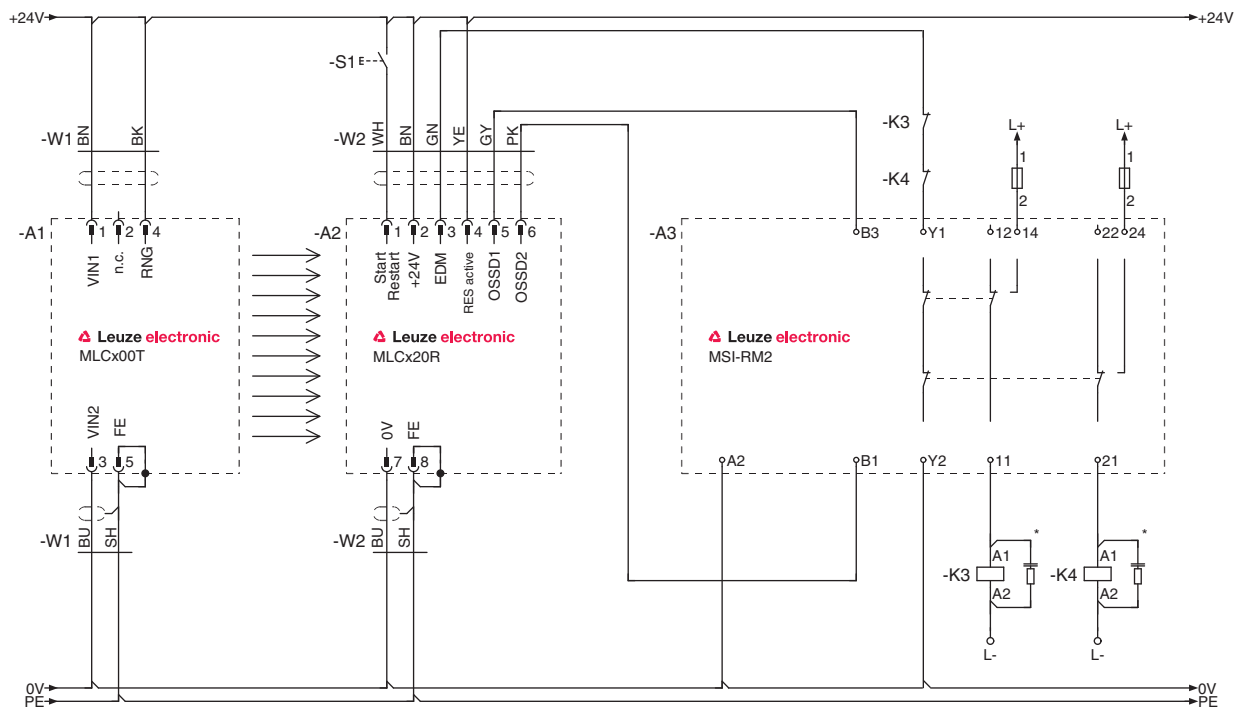 +24V +24V
-S1
-W1 BN BK -W2 WH BN GN YE GY PK
-K3
-K4
L+ L+
1 1
2 2
-A1 1 2 4 -A2 1 2 3 4 5 6 -A3 B3 Y1 12 14 22 24
VIN1 n.c. RNG Start Restart +24V EDM RES active OSSD1 OSSD2
Leuze electronic Leuze electronic Leuze electronic
MLCx00T MLCx20R MSI-RM2
VIN2 FE 0V FE
3 5 7 8 A2 B1 Y2 11 21
-W1 BU SH -W2 BU SH
* *
-K3 A1 -K4 A1
A2 A2
L- L-
0V 0V
PE PE